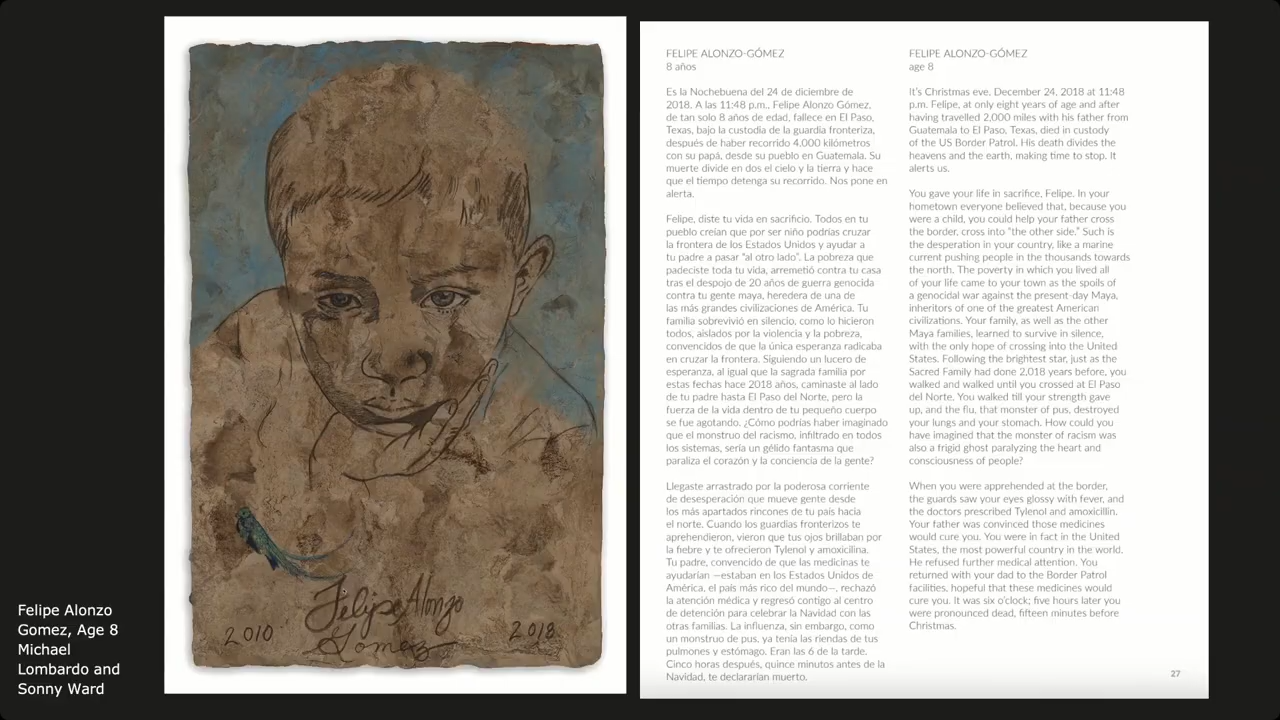 Felipe Alonzo
Gomez
2010
2018
Felipe Alonzo
Gomez, Age 8
Michael
Lombardo and
Sonny Ward
FELIPE ALONZO-GÓMEZ
8 años
Es la Nochebuena del 24 de diciembre de
2018. A las 11:48 p.m., Felipe Alonzo Gómez,
de tan solo 8 años de edad, fallece en El Paso,
Texas, bajo la custodia de la guardia fronteriza,
después de haber recorrido 4,000 kilómetros
con su papá, desde su pueblo en Guatemala. Su
muerte divide en dos el cielo y la tierra y hace
que el tiempo detenga su recorrido. Nos pone en
alerta.
Felipe, diste tu vida en sacrificio. Todos en tu
pueblo creían que por ser niño podrías cruzar
la frontera de los Estados Unidos y ayudar a
tu padre a pasar “al otro lado”. La pobreza que
padeciste toda tu vida, arremetió contra tu casa
tras el despojo de 20 años de guerra genocida
contra tu gente maya, heredera de una de
las más grandes civilizaciones de América. Tu
familia sobrevivió en silencio, como lo hicieron
todos, aislados por la violencia y la pobreza,
convencidos de que la única esperanza radicaba
en cruzar la frontera. Siguiendo un lucero de
esperanza, al igual que la sagrada familia por
estas fechas hace 2018 años, caminaste al lado
de tu padre hasta El Paso del Norte, pero la
fuerza de la vida dentro de tu pequeño cuerpo
se fue agotando. ¿Cómo podrías haber imaginado
que el monstruo del racismo, infiltrado en todos
los sistemas, sería un gélido fantasma que
paraliza el corazón y la conciencia de la gente?
Llegaste arrastrado por la poderosa corriente
de desesperación que mueve gente desde
los más apartados rincones de tu país hacia
el norte. Cuando los guardias fronterizos te
aprehendieron, vieron que tus ojos brillaban por
la fiebre y te ofrecieron Tylenol y amoxicilina.
Tu padre, convencido de que las medicinas te
ayudarían —estaban en los Estados Unidos de
América, el país más rico del mundo—, rechazó
la atención médica y regresó contigo al centro
de detención para celebrar la Navidad con las
otras familias. La influenza, sin embargo, como
un monstruo de pus, ya tenía las riendas de tus
pulmones y estómago. Eran las 6 de la tarde.
Cinco horas después, quince minutos antes de la
Navidad, te declararían muerto.
FELIPE ALONZO-GÓMEZ
age 8
It’s Christmas eve, December 24, 2018 at 11:48
p.m. Felipe, at only eight years of age and after
having travelled 2,000 miles with his father from
Guatemala to El Paso, Texas, died in custody
of the US Border Patrol. His death divides the
heavens and the earth, making time to stop. It
alerts us.
You gave your life in sacrifice, Felipe. In your
hometown everyone believed that, because you
were a child, you could help your father cross
the border, cross into “the other side.” Such is
the desperation in your country, like a marine
current pushing people in the thousands towards
the north. The poverty in which you lived all
of your life came to your town as the spoils of
a genocidal war against the present-day Maya,
inheritors of one of the greatest American
civilizations. Your family, as well as the other
Maya families, learned to survive in silence,
with the only hope of crossing into the United
States. Following the brightest star, just as the
Sacred Family had done 2,018 years before, you
walked and walked until you crossed at El Paso
del Norte. You walked till your strength gave
up, and the flu, that monster of pus, destroyed
your lungs and your stomach. How could you
have imagined that the monster of racism was
also a frigid ghost paralyzing the heart and
consciousness of people?
When you were apprehended at the border,
the guards saw your eyes glossy with fever, and
the doctors prescribed Tylenol and amoxicillin.
Your father was convinced those medicines
would cure you. You were in fact in the United
States, the most powerful country in the world.
He refused further medical attention. You
returned with your dad to the Border Patrol
facilities, hopeful that these medicines would
cure you. It was six o’clock; five hours later you
were pronounced dead, fifteen minutes before
Christmas.
27